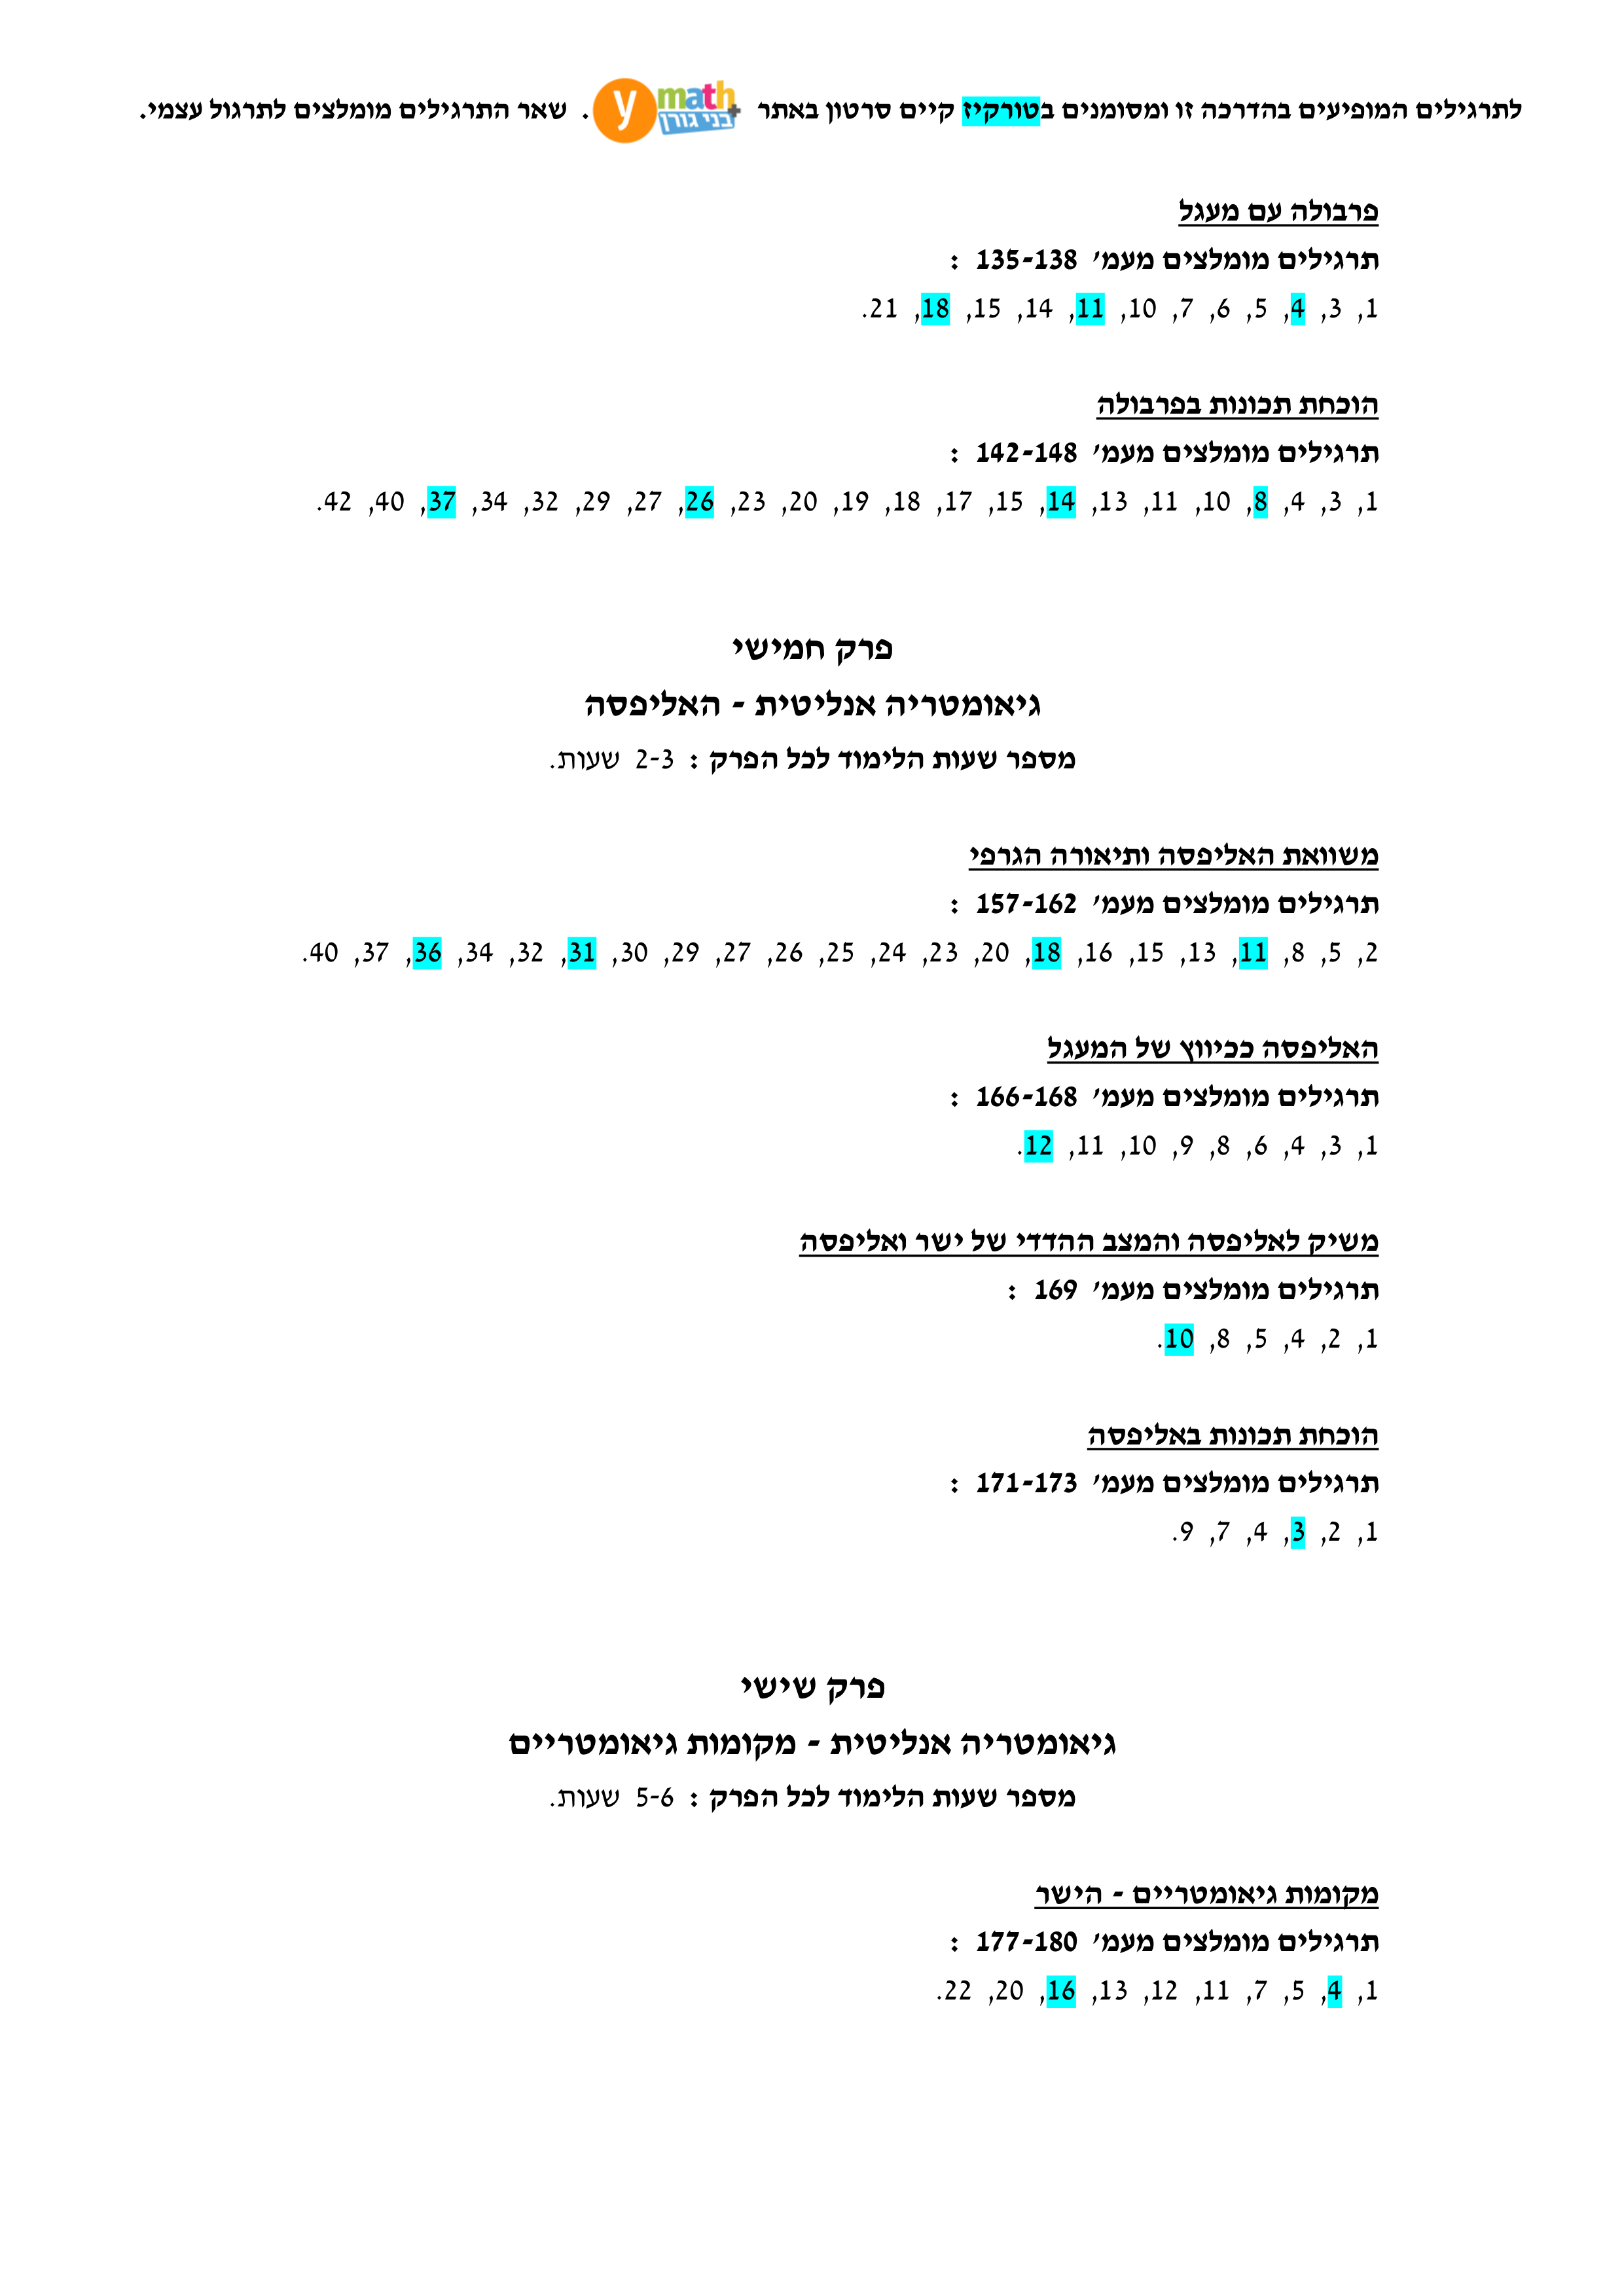 לתרגילים המופיעים בהדרכה זו ומסומנים בטורקיז קיים סרטון באתר y math+ בני גורן . שאר התרגילים מומלצים לתרגול עצמי.
פרבולה עם מעגל
תרגילים מומלצים מעמ' 135-138 :
1, 3, 4, 5, 6, 7, 10, 11, 14, 15, 18, 21.
הוכחת תכונות בפרבולה
תרגילים מומלצים מעמ' 142-148 :
1, 3, 4, 8, 10, 11, 13, 14, 15, 17, 18, 19, 20, 23, 26, 27, 29, 32, 34, 37, 40, 42.
פרק חמישי
גיאומטריה אנליטית - האליפסה
מספר שעות הלימוד לכל הפרק : 2-3 שעות.
משוואת האליפסה ותיאורה הגרפי
תרגילים מומלצים מעמ' 157-162 :
2, 5, 8, 11, 13, 15, 16, 18, 20, 23, 24, 25, 26, 27, 29, 30, 31, 32, 34, 36, 37, 40.
האליפסה ככיווץ של המעגל
תרגילים מומלצים מעמ' 166-168 :
1, 3, 4, 6, 8, 9, 10, 11, 12.
משיק לאליפסה והמצב ההדדי של ישר ואליפסה
תרגילים מומלצים מעמ' 169 :
1, 2, 4, 5, 8, 10.
הוכחת תכונות באליפסה
תרגילים מומלצים מעמ' 171-173 :
1, 2, 3, 4, 7, 9.
פרק שישי
גיאומטריה אנליטית - מקומות גיאומטריים
מספר שעות הלימוד לכל הפרק : 5-6 שעות.
מקומות גיאומטריים - הישר
תרגילים מומלצים מעמ' 177-180 :
1, 4, 5, 7, 11, 12, 13, 16, 20, 22.